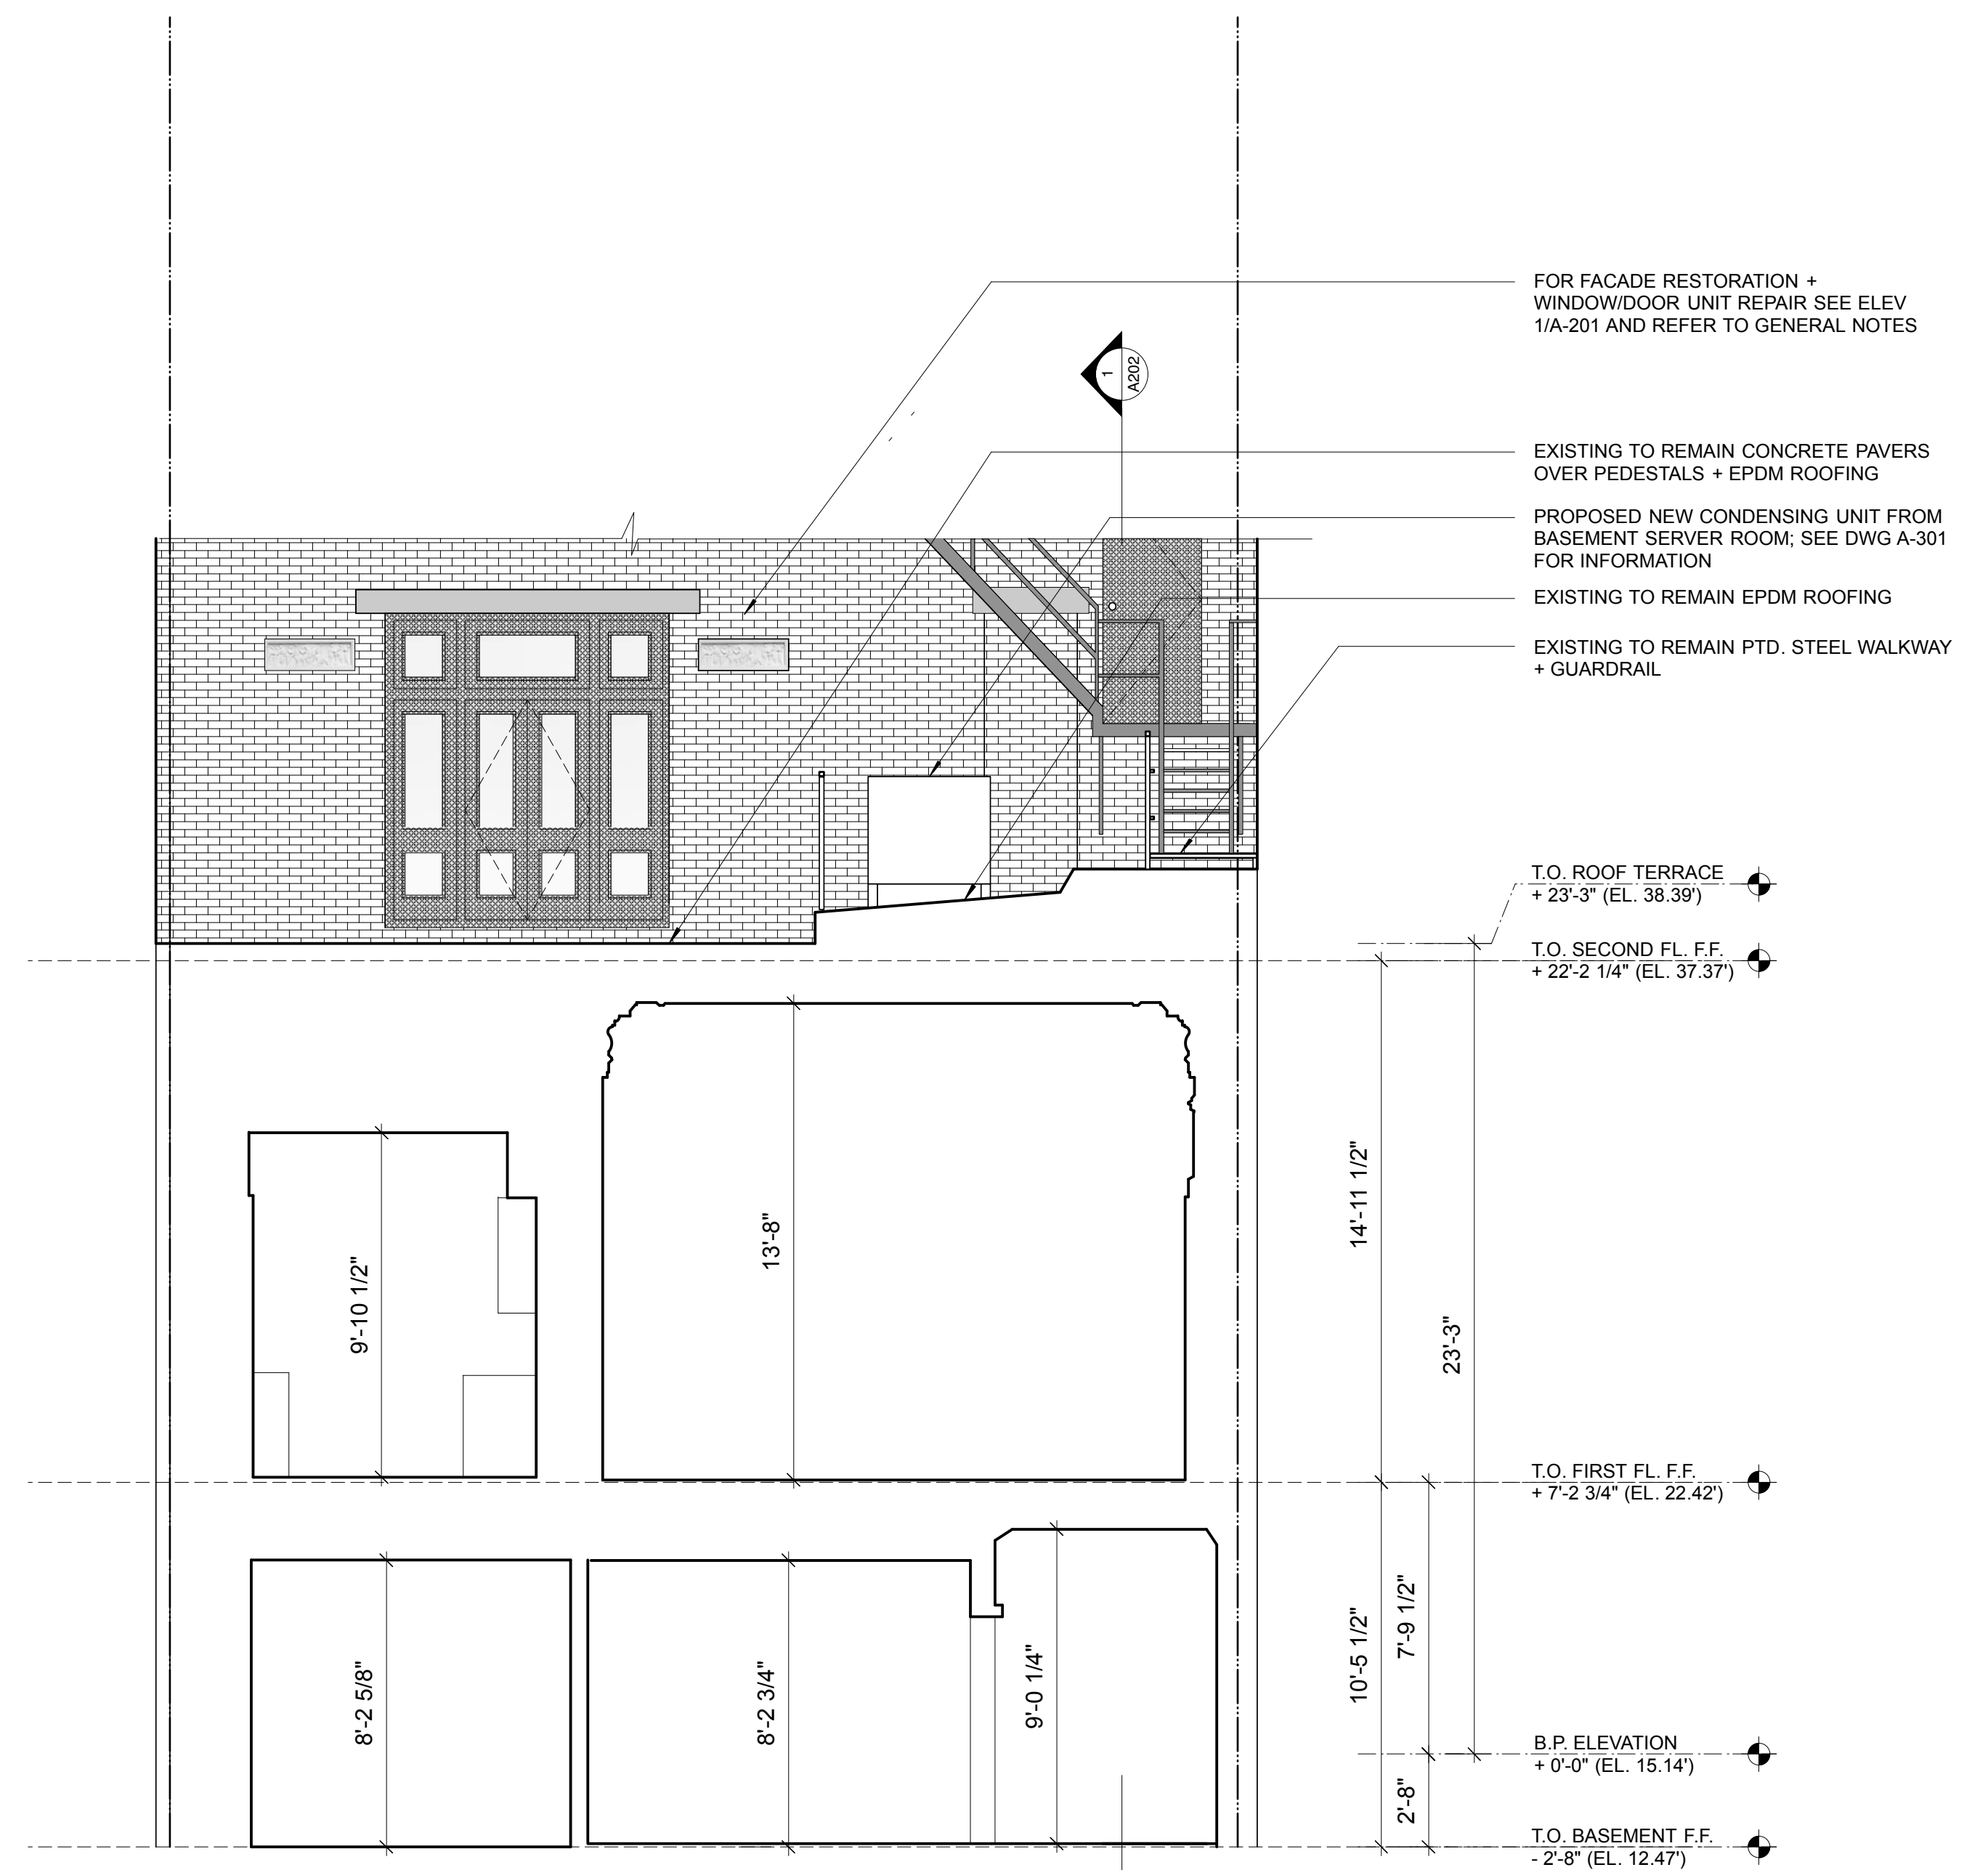 FOR FACADE RESTORATION +
WINDOW/DOOR UNIT REPAIR SEE ELEV
1/A-201 AND REFER TO GENERAL NOTES
1
A202
EXISTING TO REMAIN CONCRETE PAVERS
OVER PEDESTALS + EPDM ROOFING
PROPOSED NEW CONDENSING UNIT FROM
BASEMENT SERVER ROOM; SEE DWG A-301
FOR INFORMATION
EXISTING TO REMAIN EPDM ROOFING
EXISTING TO REMAIN PTD. STEEL WALKWAY
+ GUARDRAIL
T.O. ROOF TERRACE
+ 23'-3" (EL. 38.39')
T.O. SECOND FL. F.F.
+ 22'-2 1/4" (EL. 37.37')
9'-10 1/2"
13'-8"
14'-11 1/2"
23'-3"
T.O. FIRST FL. F.F.
+ 7'-2 3/4" (EL. 22.42')
8'-2 5/8"
8'-2 3/4"
9'-0 1/4"
10'-5 1/2"
7'-9 1/2"
2'-8"
B.P. ELEVATION
+ 0'-0" (EL. 15.14')
T.O. BASEMENT F.F.
- 2'-8" (EL. 12.47')